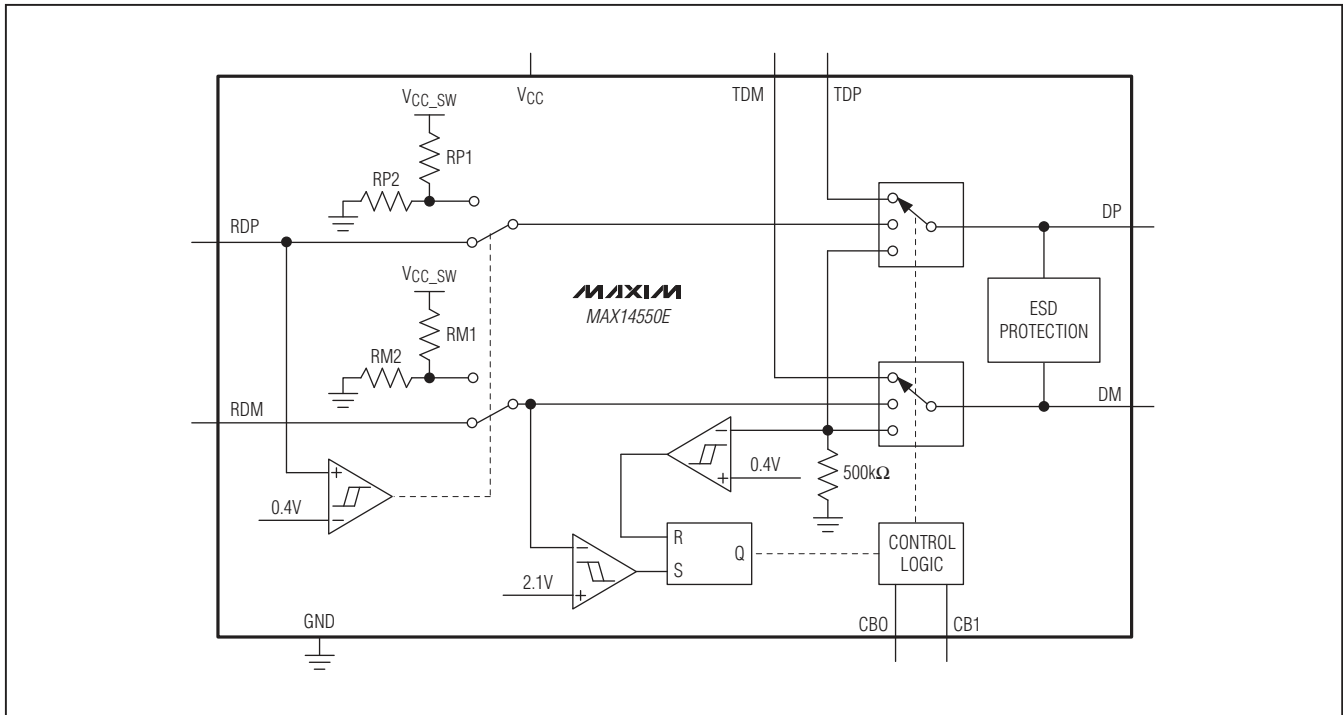 VCC_SW
VCC
TDM
TDP
RP1
RP2
RDP
DP
VCC_SW
MAXIM
MAX14550E
ESD
PROTECTION
RM1
RM2
RDM
DM
−
+
0.4V
500kΩ
+
0.4V
−
R
Q
S
CONTROL
LOGIC
−
2.1V
+
GND
CB0
CB1